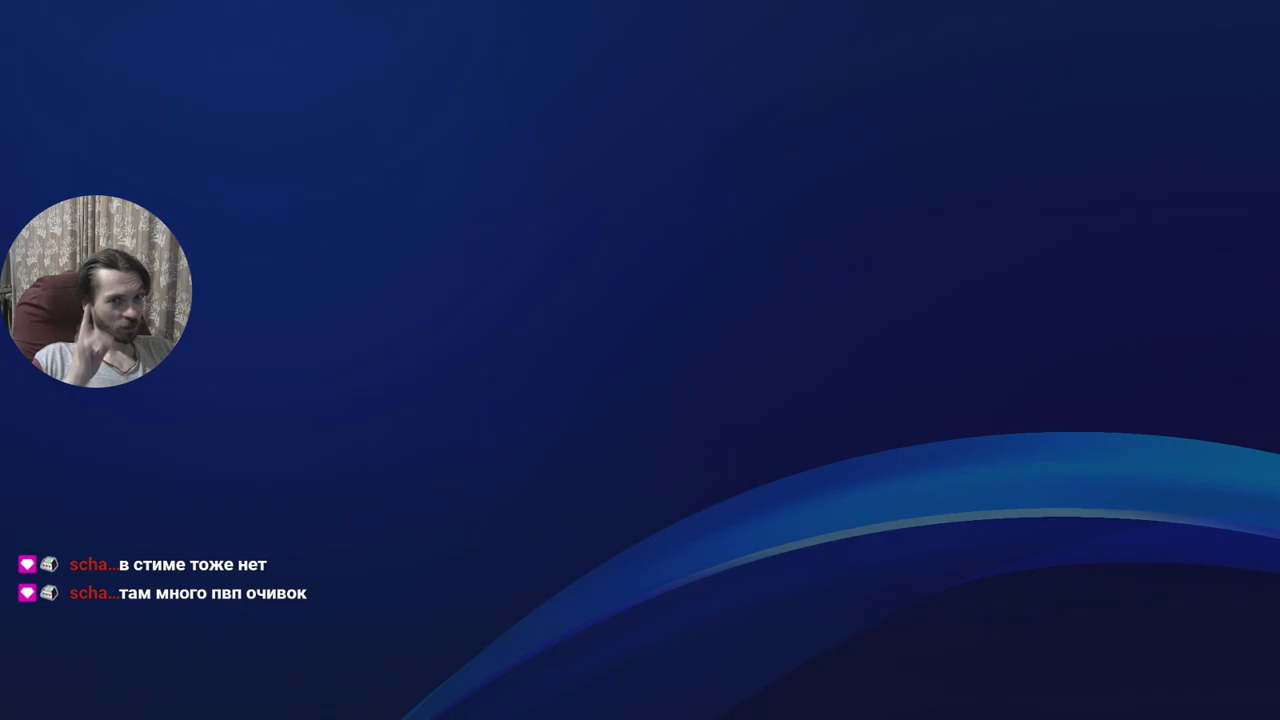 scha...в стиме тоже нет
scha...там много пвп очивок